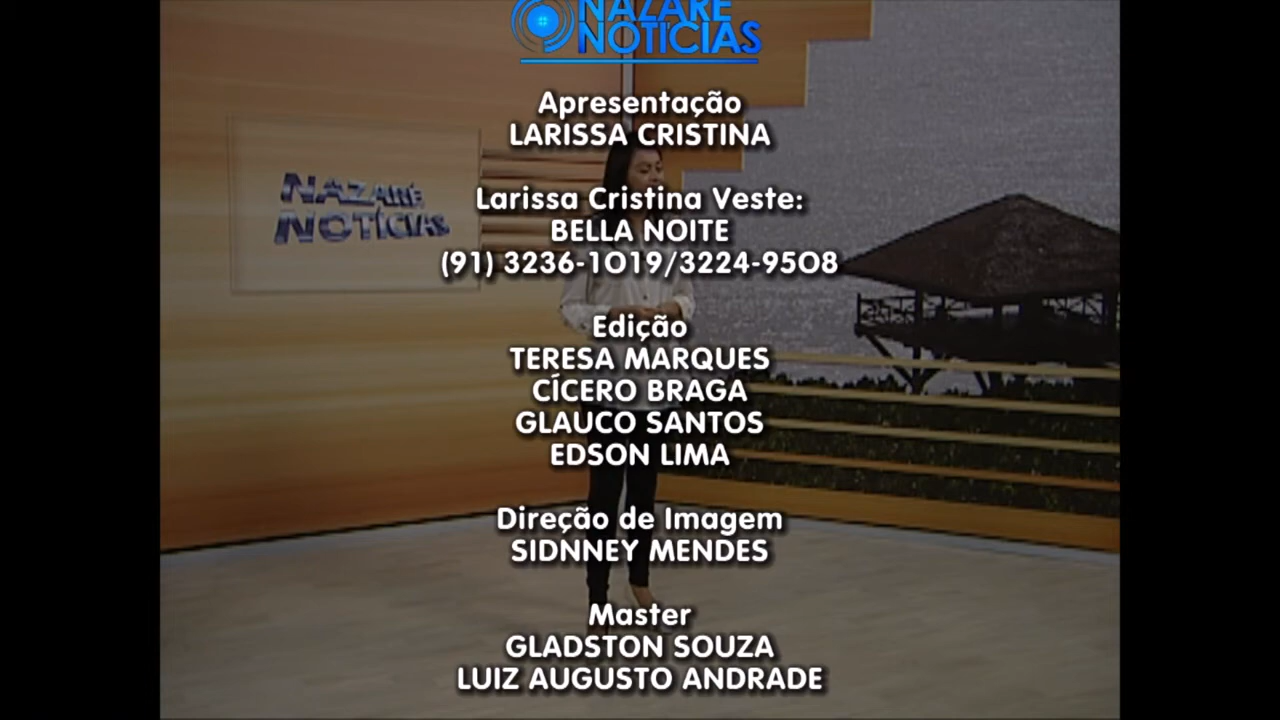 NAZARÉ
NOTÍCIAS
Apresentação
LARISSA CRISTINA
NAZARÉ
NOTÍCIAS
Larissa Cristina Veste:
BELLA NOITE
(91) 3236-1019/3224-9508
Edição
TERESA MARQUES
CÍCERO BRAGA
GLAUCO SANTOS
EDSON LIMA
Direção de Imagem
SIDNNEY MENDES
Master
GLADSTON SOUZA
LUIZ AUGUSTO ANDRADE